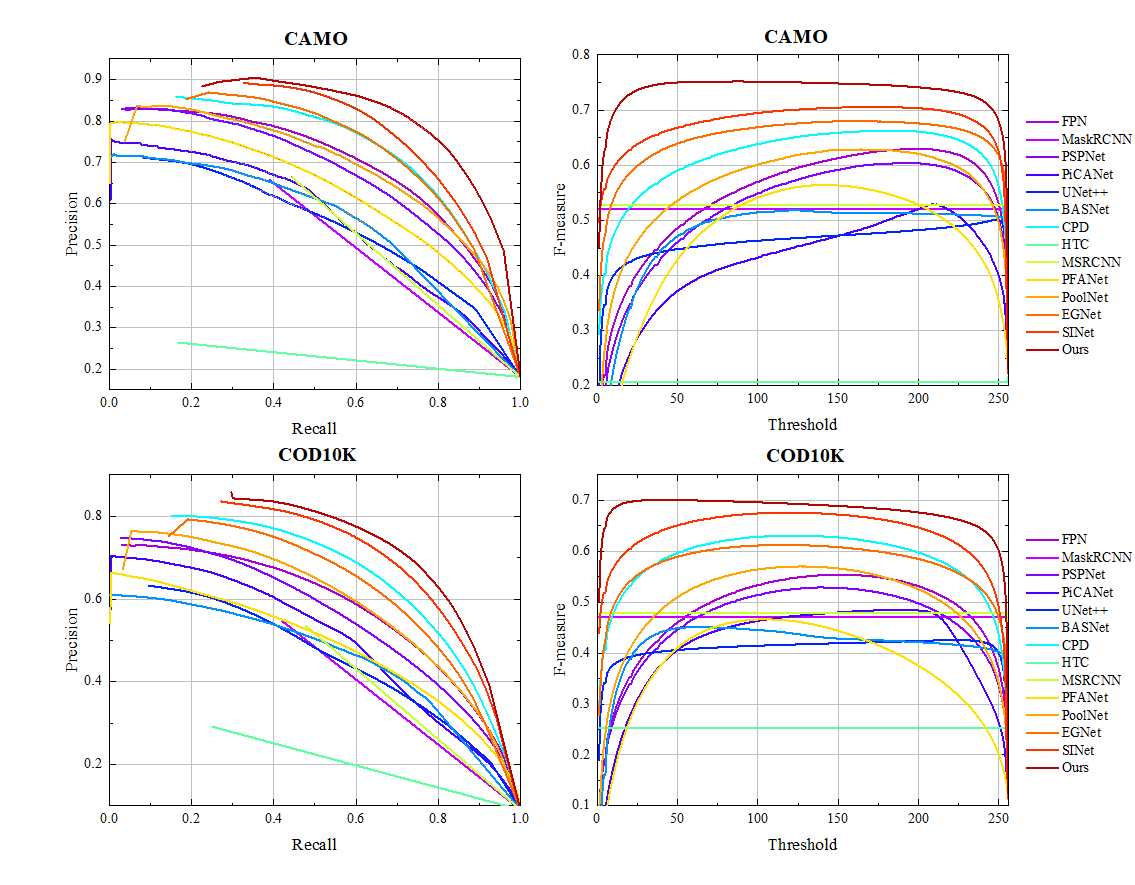 CAMO
0.9
0.8
0.7
0.6
0.5
0.4
0.3
0.2
Precision
0.0
0.2
0.4
0.6
0.8
1.0
Recall
CAMO
0.8
0.7
0.6
0.5
0.4
0.3
0.2
F-measure
0
50
100
150
200
250
Threshold
FPN
MaskRCNN
PSPNet
PiCANet
UNet++
BASNet
CPD
HTC
MSRCNN
PFANet
PoolNet
EGNet
SINet
Ours
COD10K
0.8
0.6
0.4
0.2
Precision
0.0
0.2
0.4
0.6
0.8
1.0
Recall
COD10K
0.7
0.6
0.5
0.4
0.3
0.2
0.1
F-measure
0
50
100
150
200
250
Threshold
FPN
MaskRCNN
PSPNet
PiCANet
UNet++
BASNet
CPD
HTC
MSRCNN
PFANet
PoolNet
EGNet
SINet
Ours